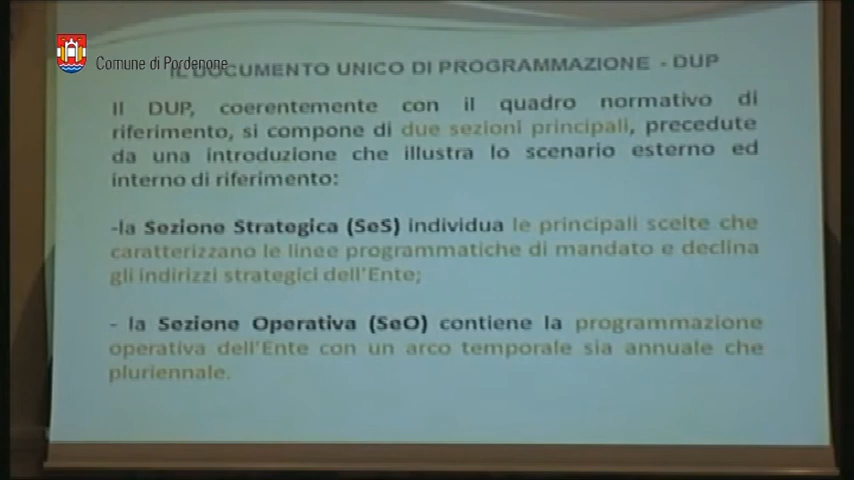 Comune di Pordenone
IL DOCUMENTO UNICO DI PROGRAMMAZIONE - DUP
Il DUP, coerentemente con il quadro normativo di
riferimento, si compone di due sezioni principali, precedute
da una introduzione che illustra lo scenario esterno ed
interno di riferimento:
-la Sezione Strategica (SeS) individua le principali scelte che
caratterizzano le linee programmatiche di mandato e declina
gli indirizzi strategici dell'Ente;
- la Sezione Operativa (SeO) contiene la programmazione
operativa dell'Ente con un arco temporale sia annuale che
pluriennale.